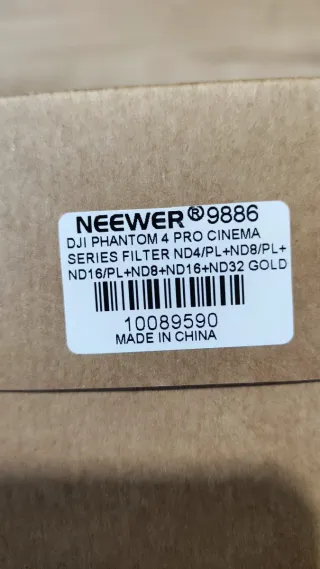 NEEWER®9886
DJI PHANTOM 4 PRO CINEMA
SERIES FILTER ND4/PL+ND8/PL+
ND16/PL+ND8+ND16+ND32 GOLD
10089590
MADE IN CHINA